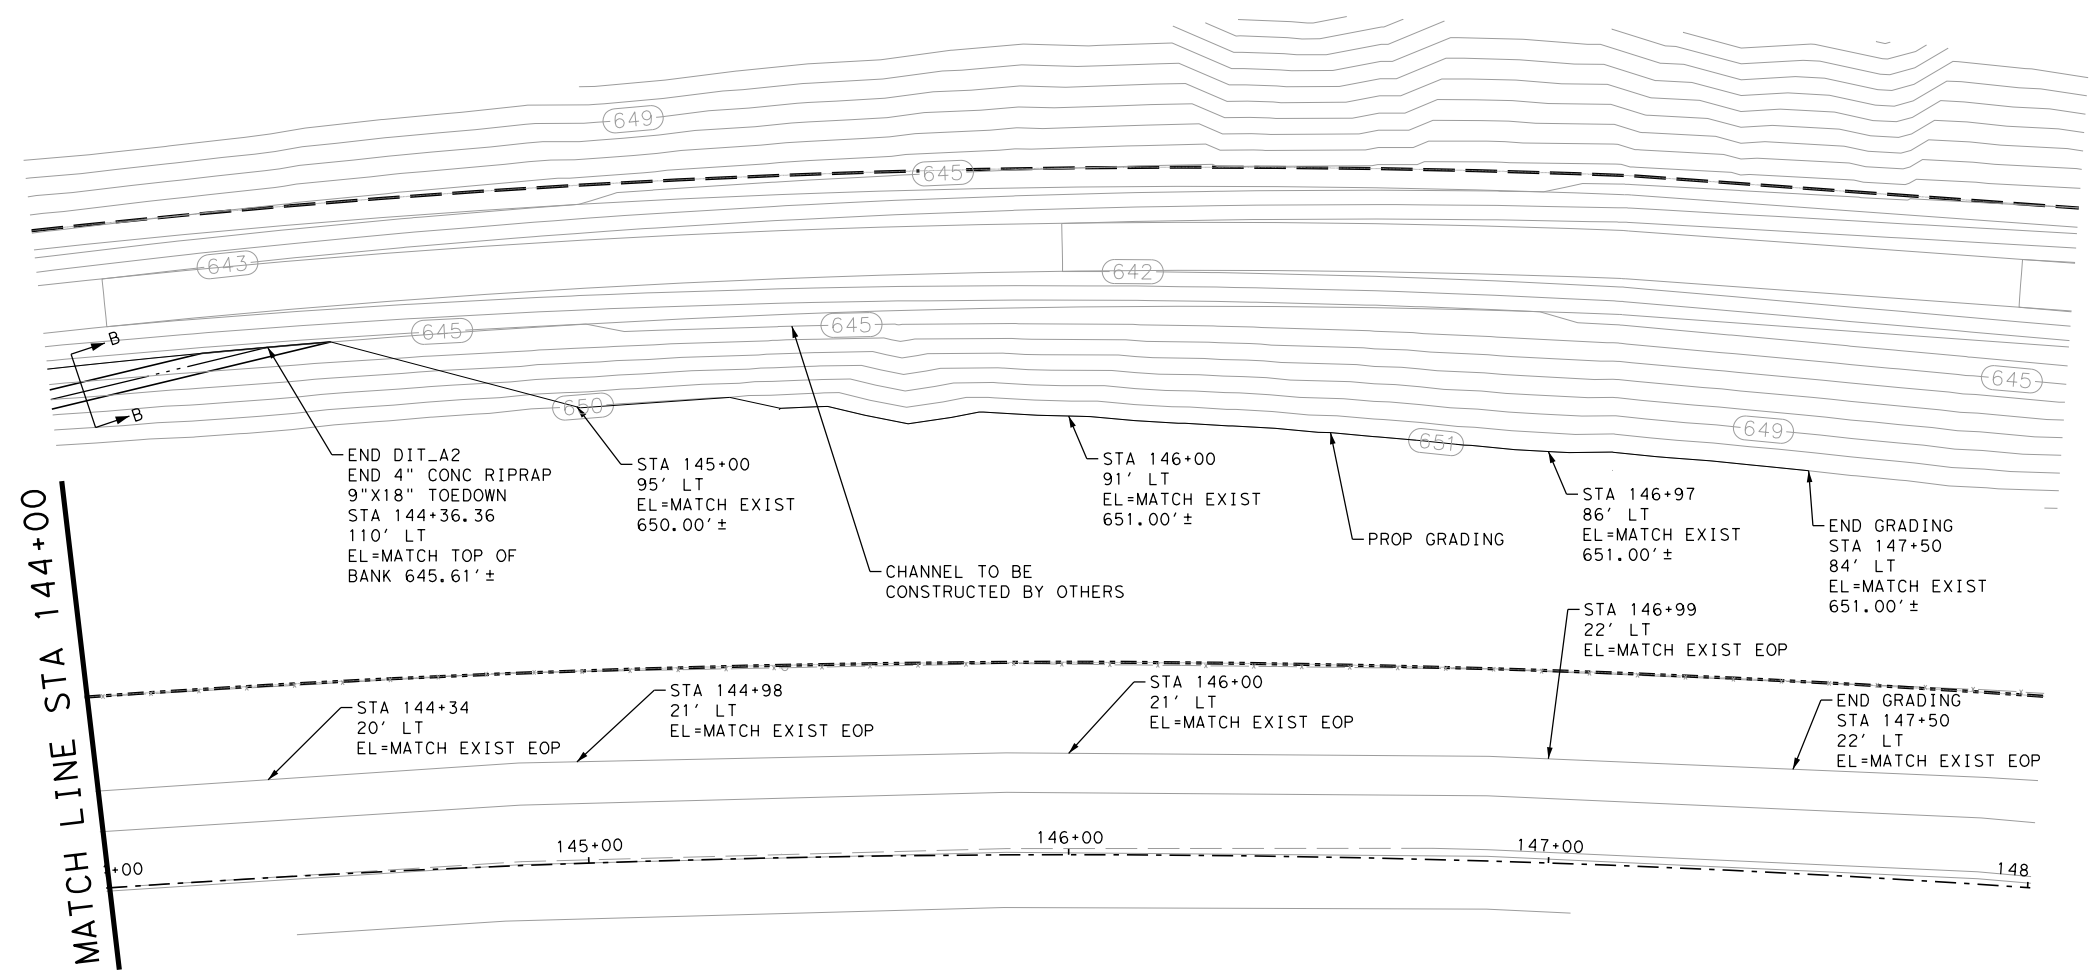 649
645
643
642
B
645
645
645
B
650
649
651
END DIT_A2
END 4" CONC RIPRAP
9"X18" TOEDOWN
STA 144+36.36
110' LT
EL=MATCH TOP OF
BANK 645.61'±
STA 145+00
95' LT
EL=MATCH EXIST
650.00'±
STA 146+00
91' LT
EL=MATCH EXIST
651.00'±
STA 146+97
86' LT
EL=MATCH EXIST
651.00'±
END GRADING
STA 147+50
84' LT
EL=MATCH EXIST
651.00'±
PROP GRADING
CHANNEL TO BE
CONSTRUCTED BY OTHERS
STA 146+99
22' LT
EL=MATCH EXIST EOP
MATCH LINE STA 144+00
STA 144+34
20' LT
EL=MATCH EXIST EOP
STA 144+98
21' LT
EL=MATCH EXIST EOP
STA 146+00
21' LT
EL=MATCH EXIST EOP
END GRADING
STA 147+50
22' LT
EL=MATCH EXIST EOP
+00
145+00
146+00
147+00
148